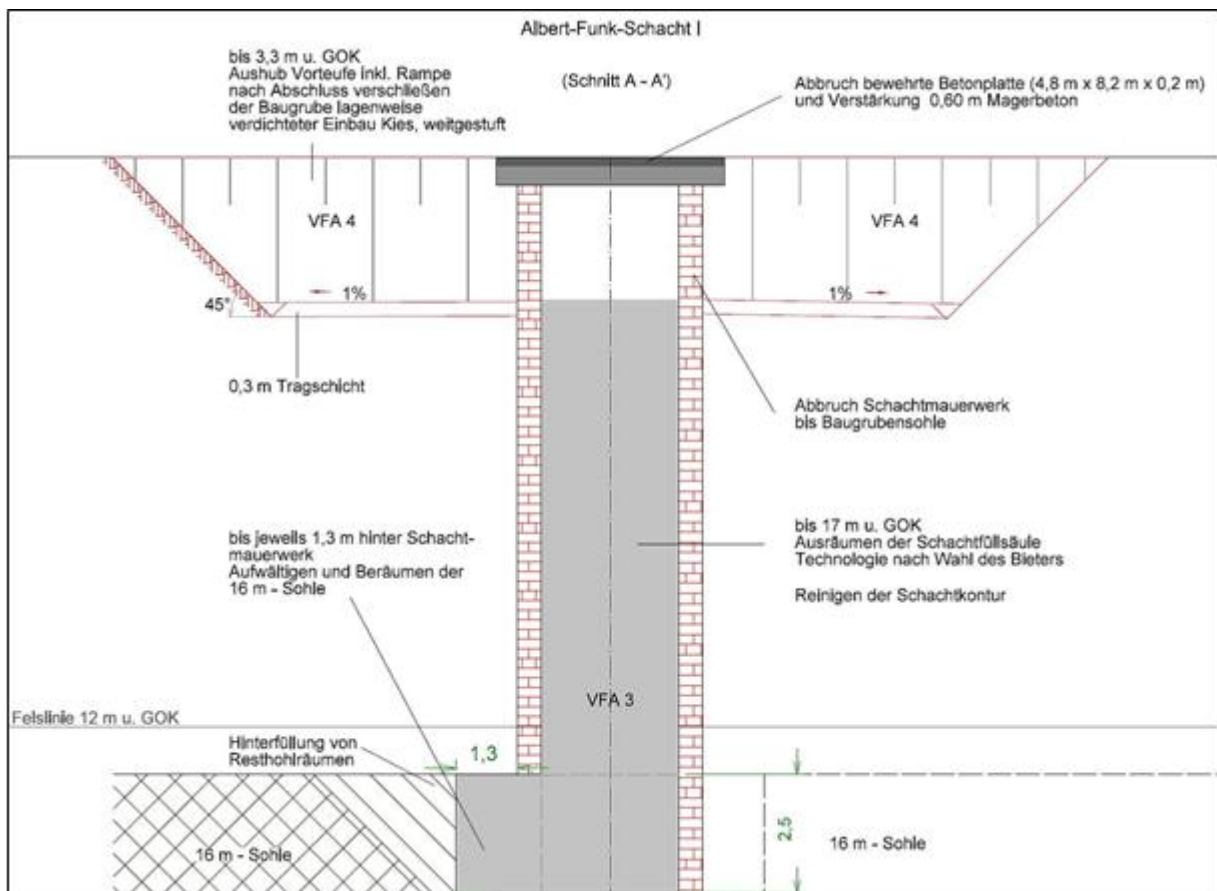 Albert-Funk-Schacht I
(Schnitt A - A')
bis 3,3 m u. GOK
Aushub Vorteufe inkl. Rampe
nach Abschluss verschließen
der Baugrube lagenweise
verdichteter Einbau Kies, weitgestuft
Abbruch bewehrte Betonplatte (4,8 m x 8,2 m x 0,2 m)
und Verstärkung 0,60 m Magerbeton
VFA 4
VFA 4
45°
1%
1%
0,3 m Tragschicht
Abbruch Schachtmauerwerk
bis Baugrubensohle
bis jeweils 1,3 m hinter Schacht-
mauerwerk
Aufwältigen und Beräumen der
16 m - Sohle
bis 17 m u. GOK
Ausräumen der Schachtfüllsäule
Technologie nach Wahl des Bieters
Reinigen der Schachtkontur
VFA 3
Felslinie 12 m u. GOK
Hinterfüllung von
Resthohlräumen
1,3
2,5
16 m - Sohle
16 m - Sohle